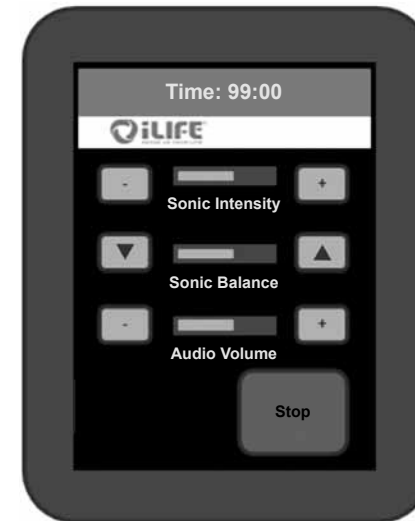 Time: 99:00
iLIFE
- +
Sonic Intensity
▼ ▲
Sonic Balance
- +
Audio Volume
Stop